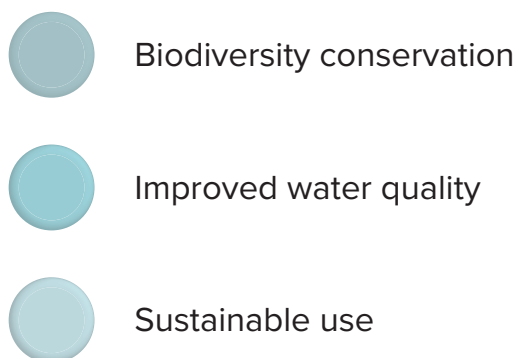 Biodiversity conservation
Improved water quality
Sustainable use